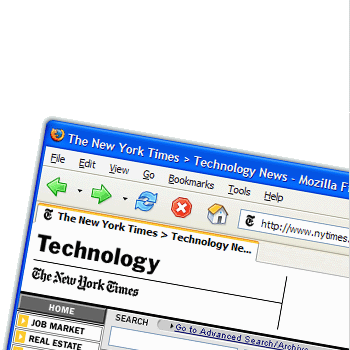 The New York Times > Technology News - Mozilla F
File Edit View Go Bookmarks Tools Help
http://www.nytimes.
The New York Times > Technology Ne...
Technology
The New York Times
HOME
SEARCH Go to Advanced Search/Archive
JOB MARKET
REAL ESTATE